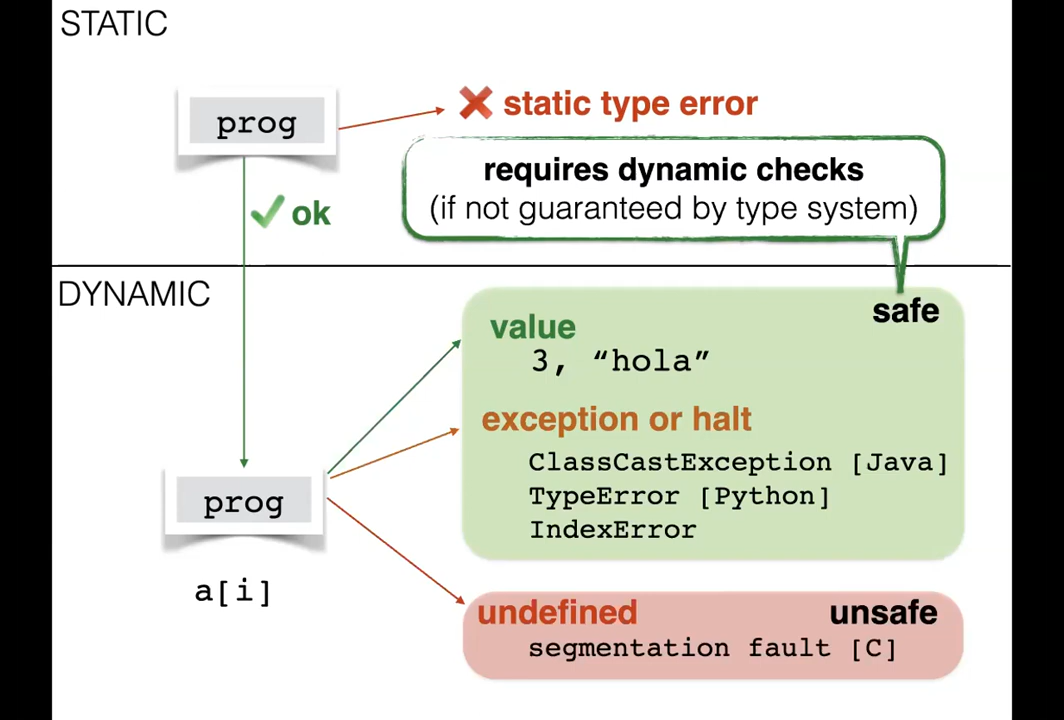 STATIC
prog
❌ static type error
requires dynamic checks
(if not guaranteed by type system)
✔ ok
DYNAMIC
safe
value
3, “hola”
exception or halt
ClassCastException [Java]
TypeError [Python]
IndexError
prog
a[i]
undefined unsafe
segmentation fault [C]